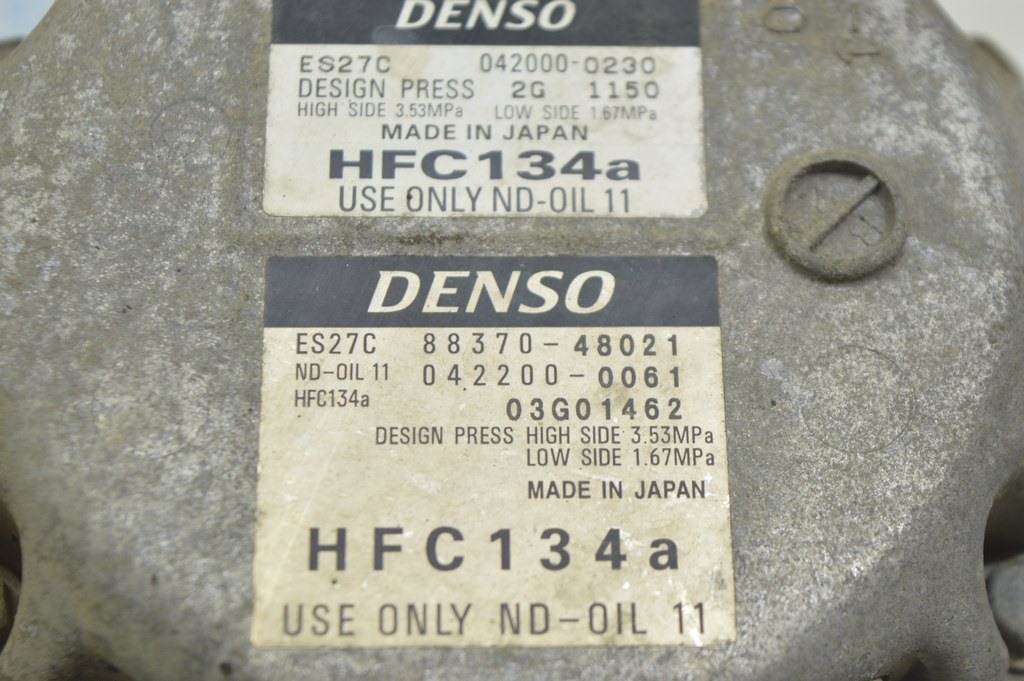 DENSO
ES27C 042000-0230
DESIGN PRESS 2G 1150
HIGH SIDE 3.53MPa LOW SIDE 1.67MPa
MADE IN JAPAN
HFC134a
USE ONLY ND-OIL 11
DENSO
ES27C 88370-48021
ND-OIL 11 042200-0061
HFC134a
03G01462
DESIGN PRESS HIGH SIDE 3.53MPa
LOW SIDE 1.67MPa
MADE IN JAPAN
HFC134a
USE ONLY ND-OIL 11